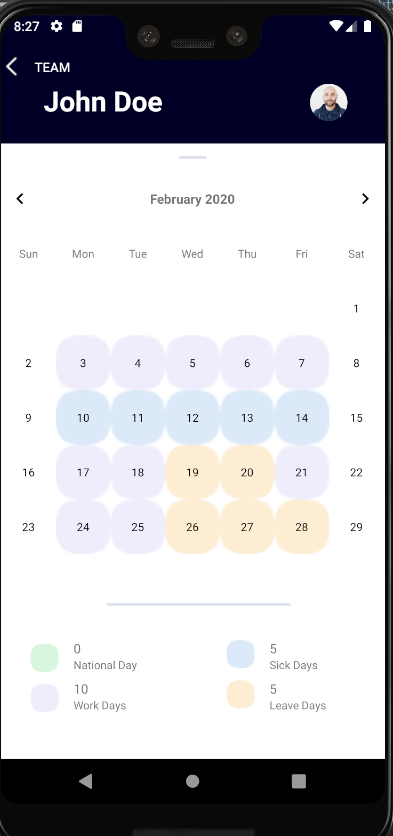 8:27
TEAM
John Doe
February 2020
Sun Mon Tue Wed Thu Fri Sat
1
2 3 4 5 6 7 8
9 10 11 12 13 14 15
16 17 18 19 20 21 22
23 24 25 26 27 28 29
0 5
National Day Sick Days
10 5
Work Days Leave Days